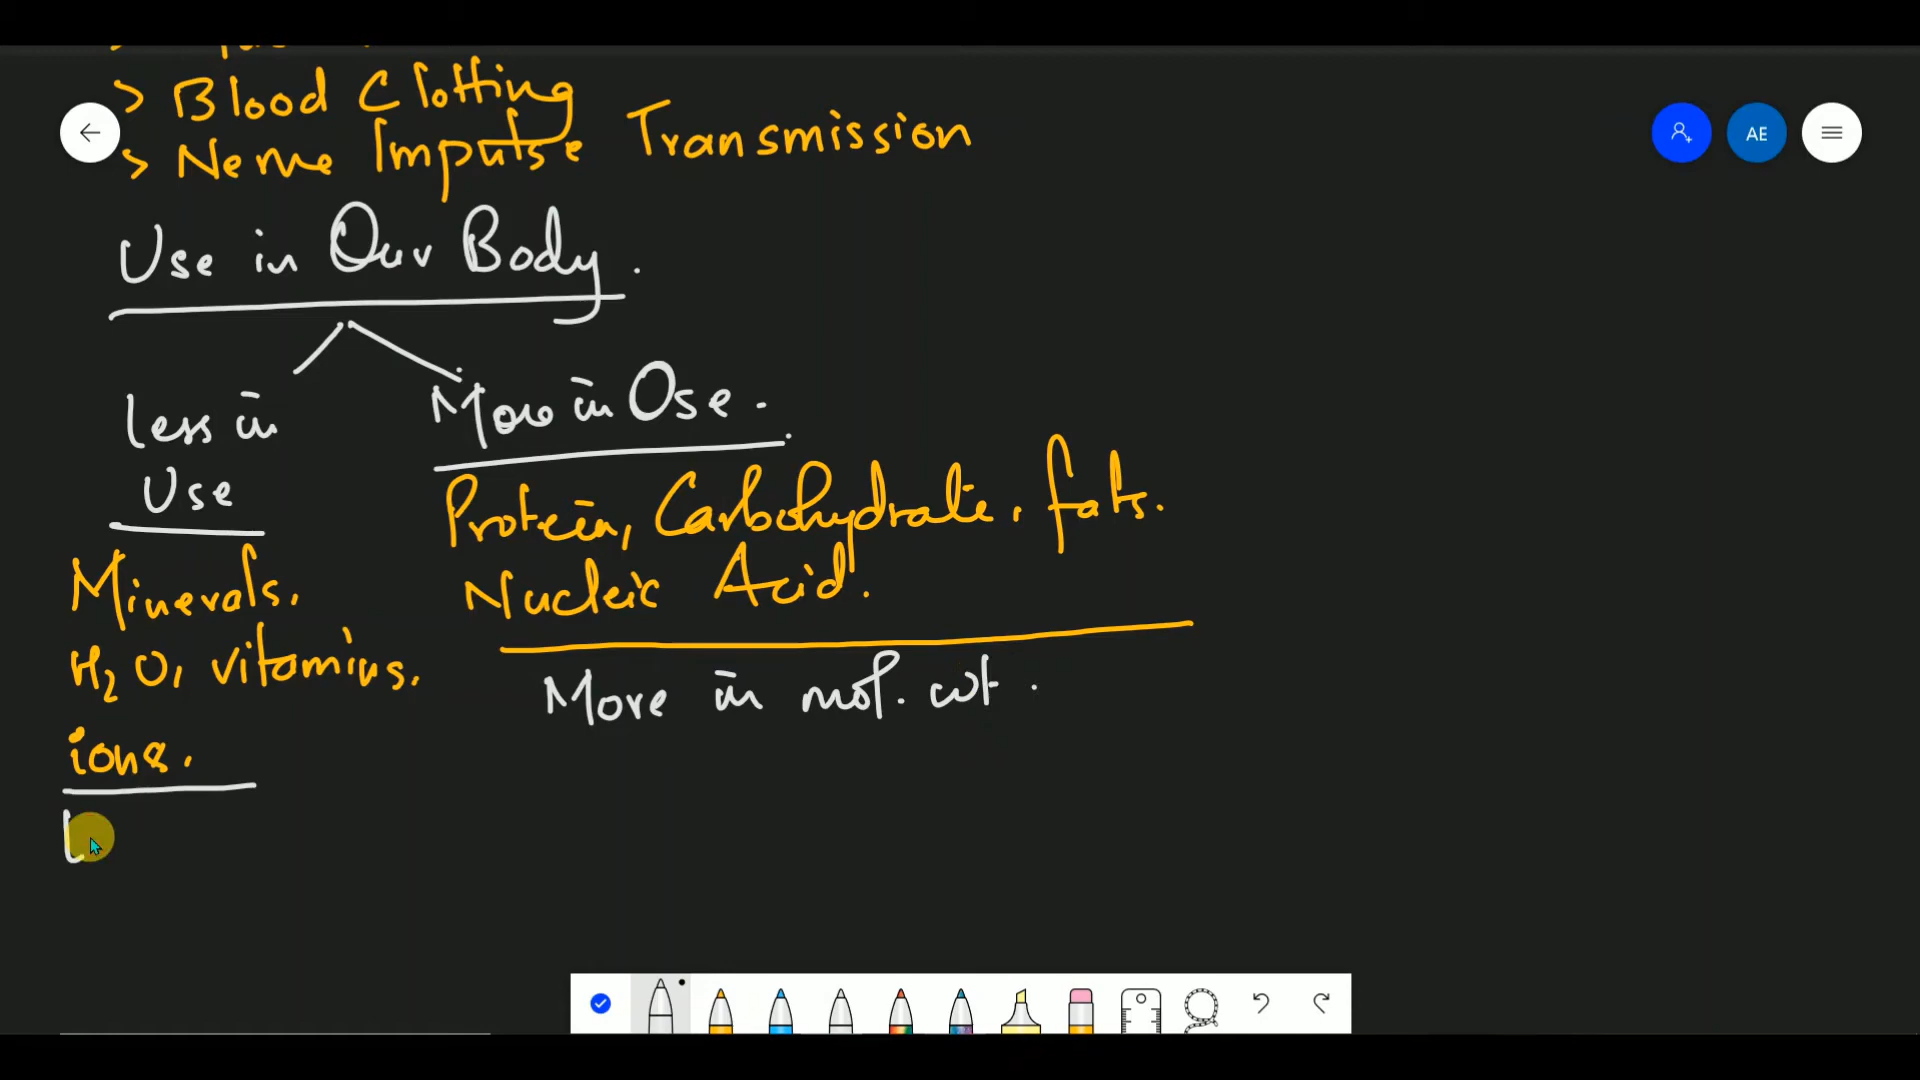 > Blood Clotting
> Nerve Impulse Transmission
AE
Use in Our Body.
Less in
Use
More in Use.
Protein, Carbohydrate, fats.
Nucleic Acid.
Minerals.
H2O, vitamins.
ions.
More in mol. wt.
L